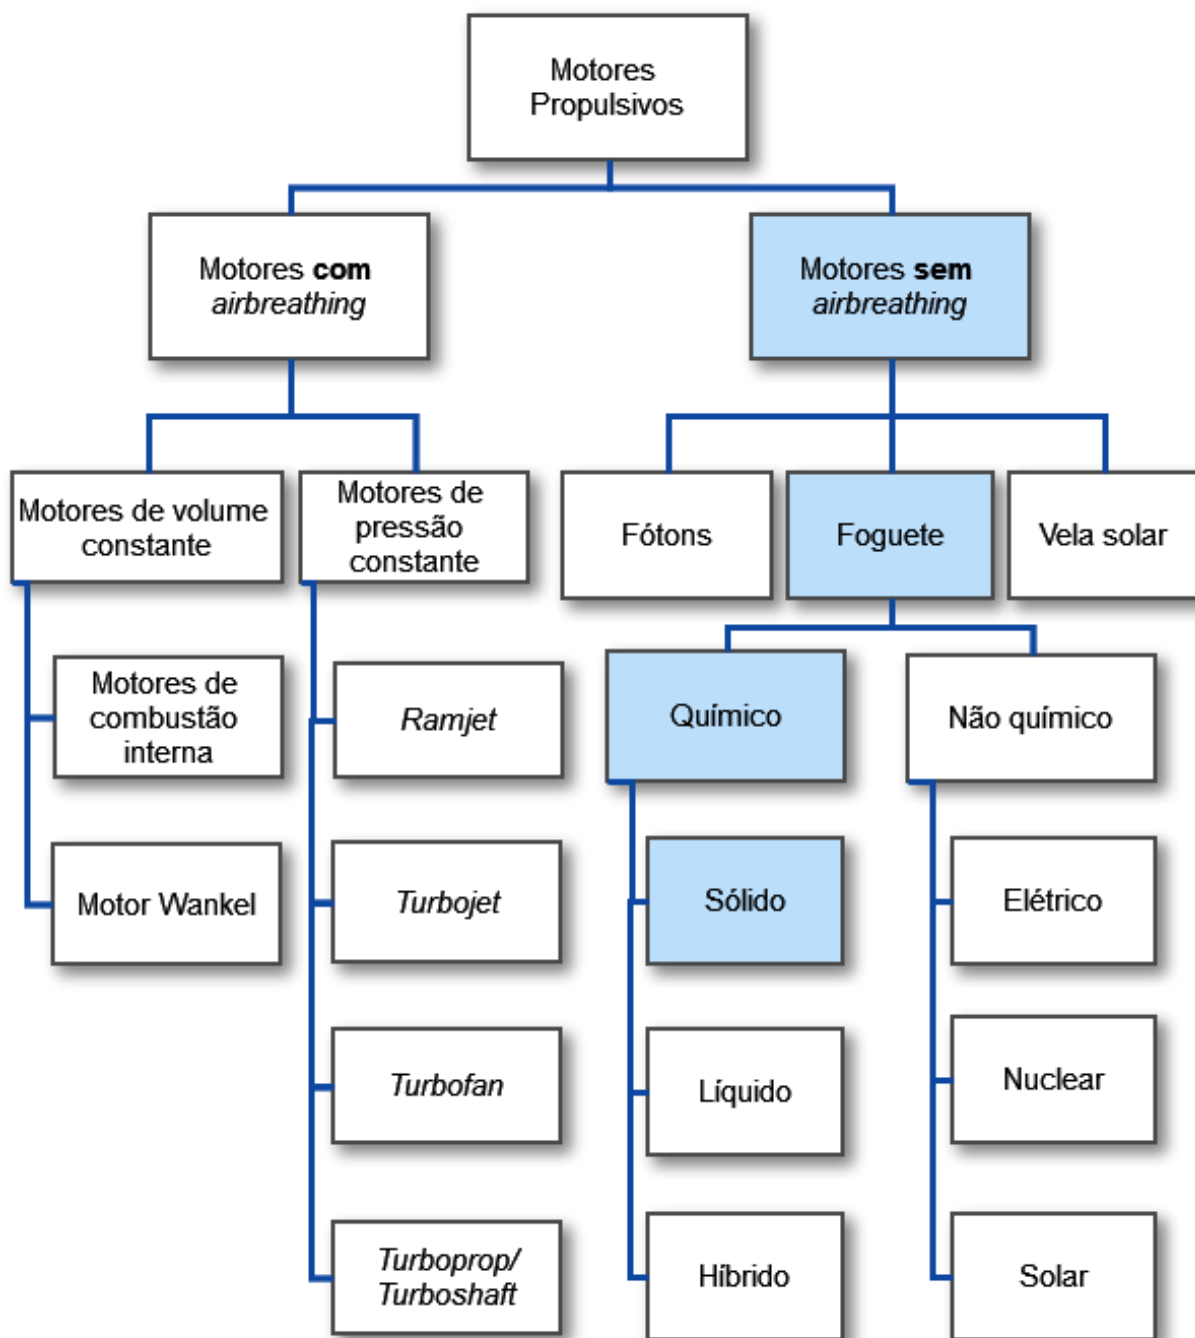 Motores
Propulsivos
Motores com
airbreathing
Motores sem
airbreathing
Motores de volume
constante
Motores de
pressão
constante
Fótons
Foguete
Vela solar
Motores de
combustão
interna
Motor Wankel
Ramjet
Turbojet
Turbofan
Turboprop/
Turboshaft
Químico
Não químico
Sólido
Líquido
Híbrido
Elétrico
Nuclear
Solar